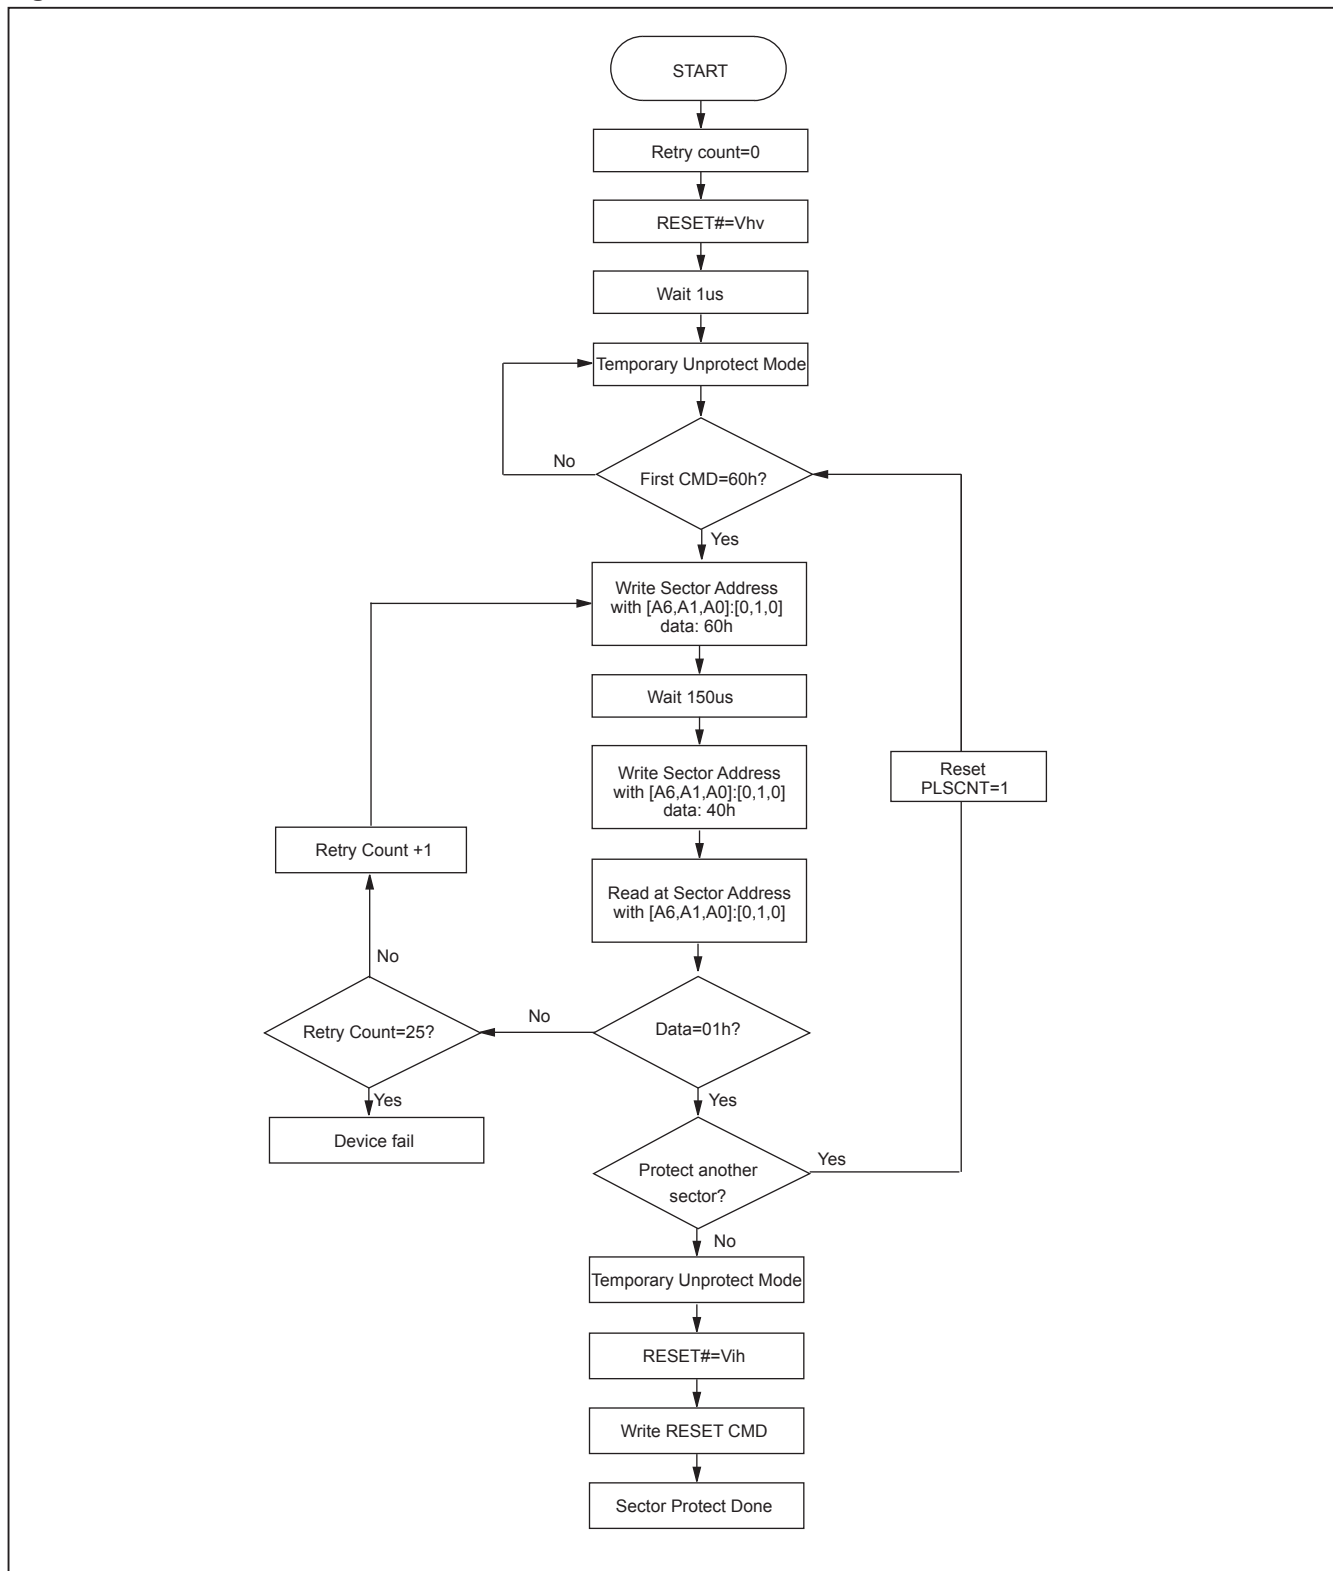 START
Retry count=0
RESET#=Vhv
Wait 1us
Temporary Unprotect Mode
No
First CMD=60h?
Yes
Write Sector Address
with [A6,A1,A0]:[0,1,0]
data: 60h
Wait 150us
Write Sector Address
with [A6,A1,A0]:[0,1,0]
data: 40h
Reset
PLSCNT=1
Retry Count +1
Read at Sector Address
with [A6,A1,A0]:[0,1,0]
No
Retry Count=25?
No
Data=01h?
Yes
Yes
Device fail
Protect another
sector?
Yes
No
Temporary Unprotect Mode
RESET#=Vih
Write RESET CMD
Sector Protect Done